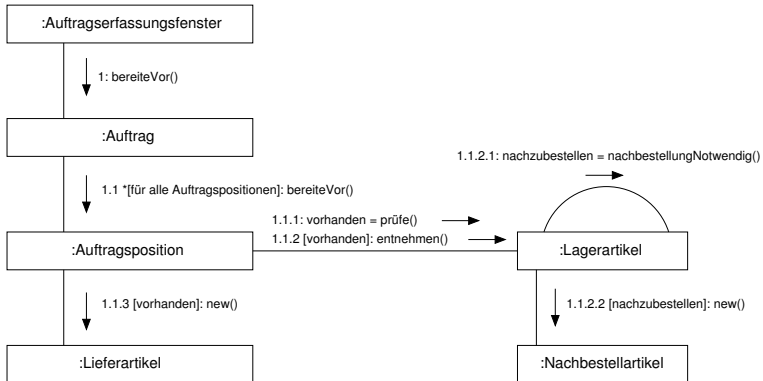 :Auftragserfassungsfenster
1: bereiteVor()
:Auftrag
1.1.2.1: nachzubestellen = nachbestellungNotwendig()
1.1 *[für alle Auftragspositionen]: bereiteVor()
1.1.1: vorhanden = prüfe()
1.1.2 [vorhanden]: entnehmen()
:Auftragsposition
:Lagerartikel
1.1.3 [vorhanden]: new()
1.1.2.2 [nachzubestellen]: new()
:Lieferartikel
:Nachbestellartikel